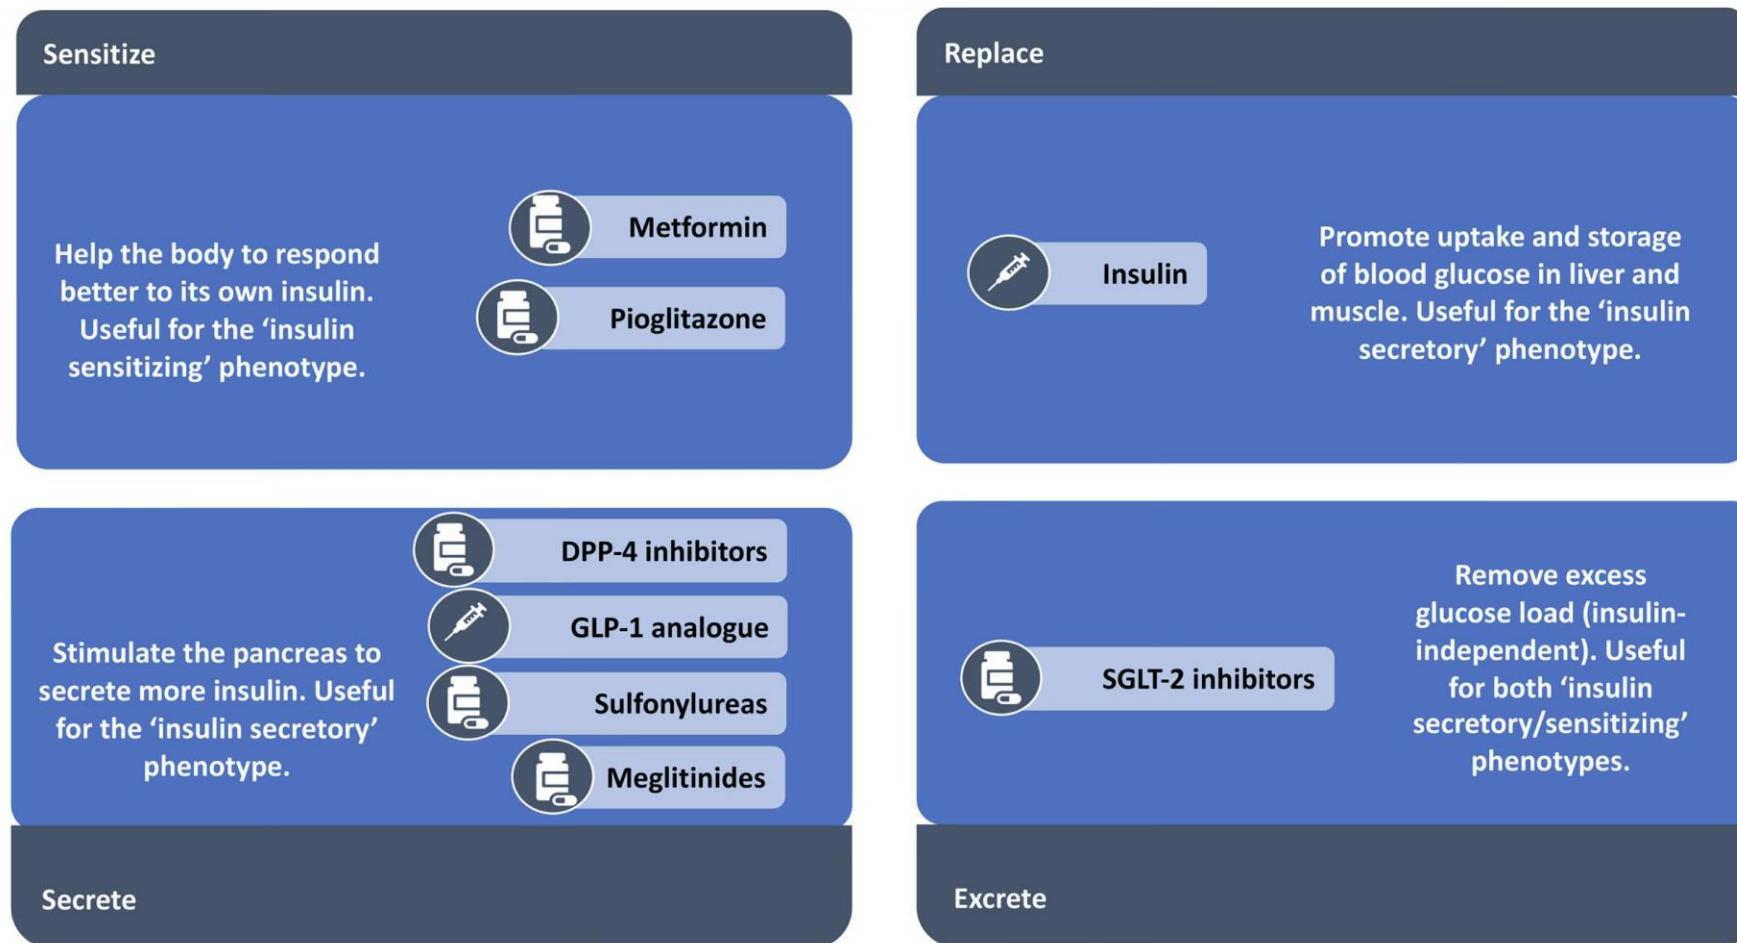 Sensitize
Help the body to respond
better to its own insulin.
Useful for the ‘insulin
sensitizing’ phenotype.
Metformin
Pioglitazone
Replace
Insulin
Promote uptake and storage
of blood glucose in liver and
muscle. Useful for the ‘insulin
secretory’ phenotype.
Stimulate the pancreas to
secrete more insulin. Useful
for the ‘insulin secretory’
phenotype.
DPP-4 inhibitors
GLP-1 analogue
Sulfonylureas
Meglitinides
Secrete
SGLT-2 inhibitors
Remove excess
glucose load (insulin-
independent). Useful
for both ‘insulin
secretory/sensitizing’
phenotypes.
Excrete